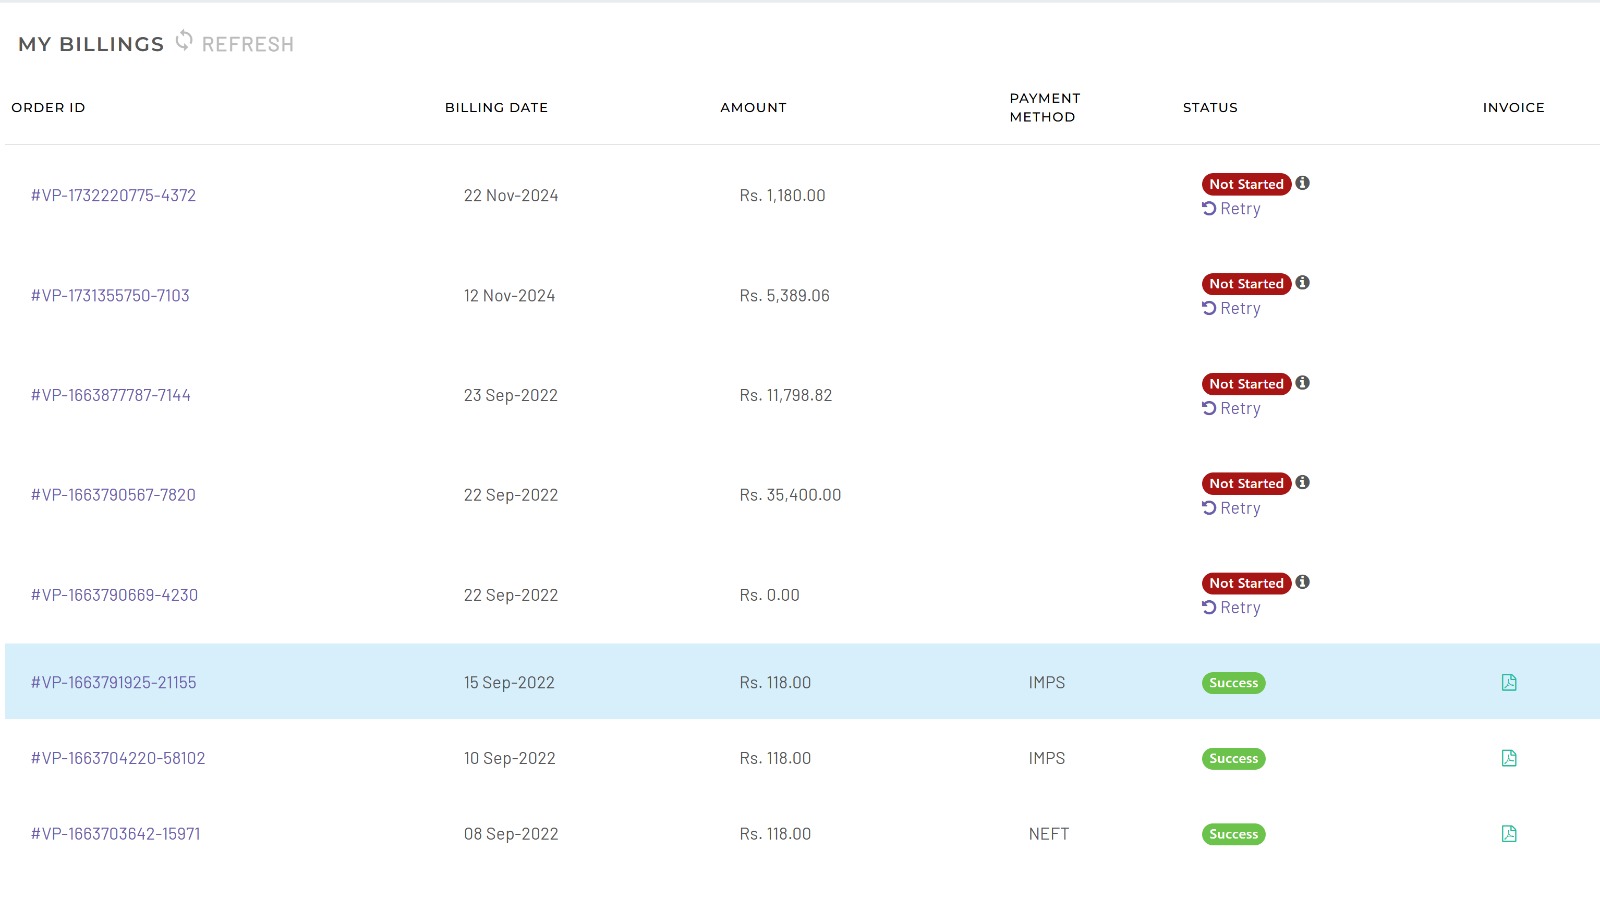 MY BILLINGS REFRESH
ORDER ID BILLING DATE AMOUNT PAYMENT METHOD STATUS INVOICE
#VP-1732220775-4372 22 Nov-2024 Rs. 1,180.00 Not Started
Retry
#VP-1731355750-7103 12 Nov-2024 Rs. 5,389.06 Not Started
Retry
#VP-1663877787-7144 23 Sep-2022 Rs. 11,798.82 Not Started
Retry
#VP-1663790567-7820 22 Sep-2022 Rs. 35,400.00 Not Started
Retry
#VP-1663790669-4230 22 Sep-2022 Rs. 0.00 Not Started
Retry
#VP-1663791925-21155 15 Sep-2022 Rs. 118.00 IMPS Success
#VP-1663704220-58102 10 Sep-2022 Rs. 118.00 IMPS Success
#VP-1663703642-15971 08 Sep-2022 Rs. 118.00 NEFT Success